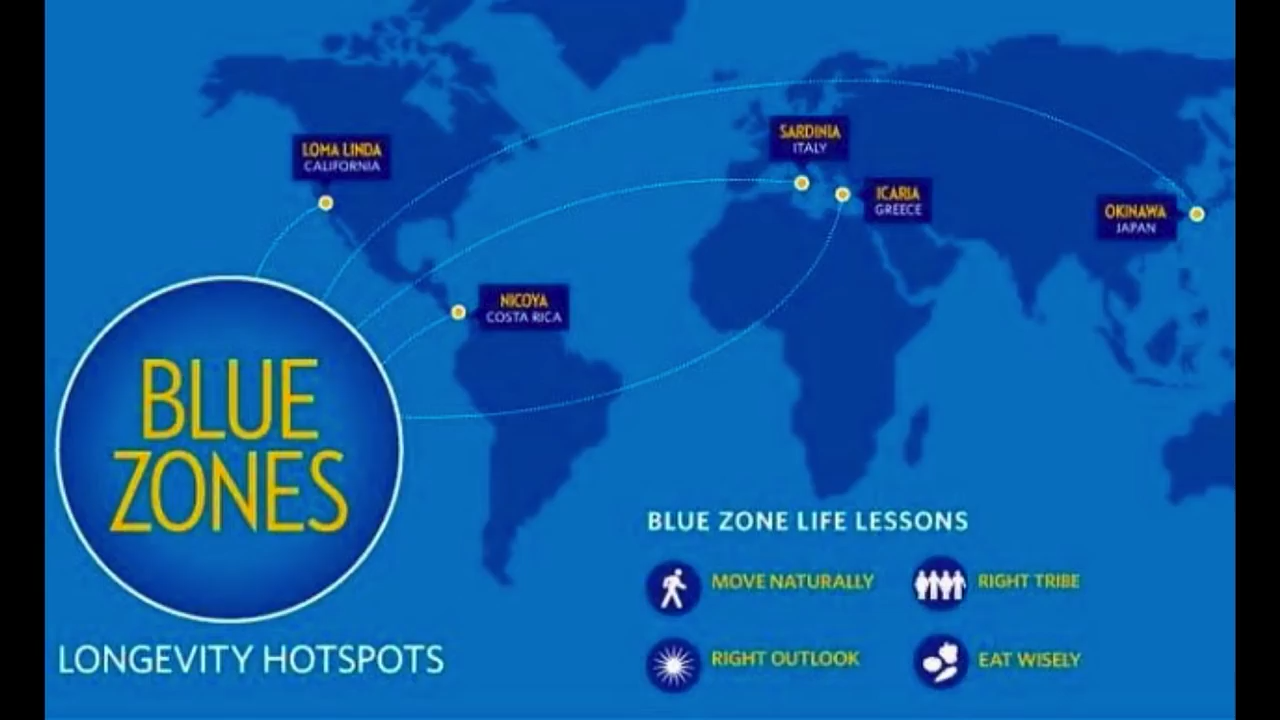 LOMA LINDA
CALIFORNIA
SARDINIA
ITALY
ICARIA
GREECE
OKINAWA
JAPAN
NICOYA
COSTA RICA
BLUE
ZONES
LONGEVITY HOTSPOTS
BLUE ZONE LIFE LESSONS
MOVE NATURALLY
RIGHT TRIBE
RIGHT OUTLOOK
EAT WISELY